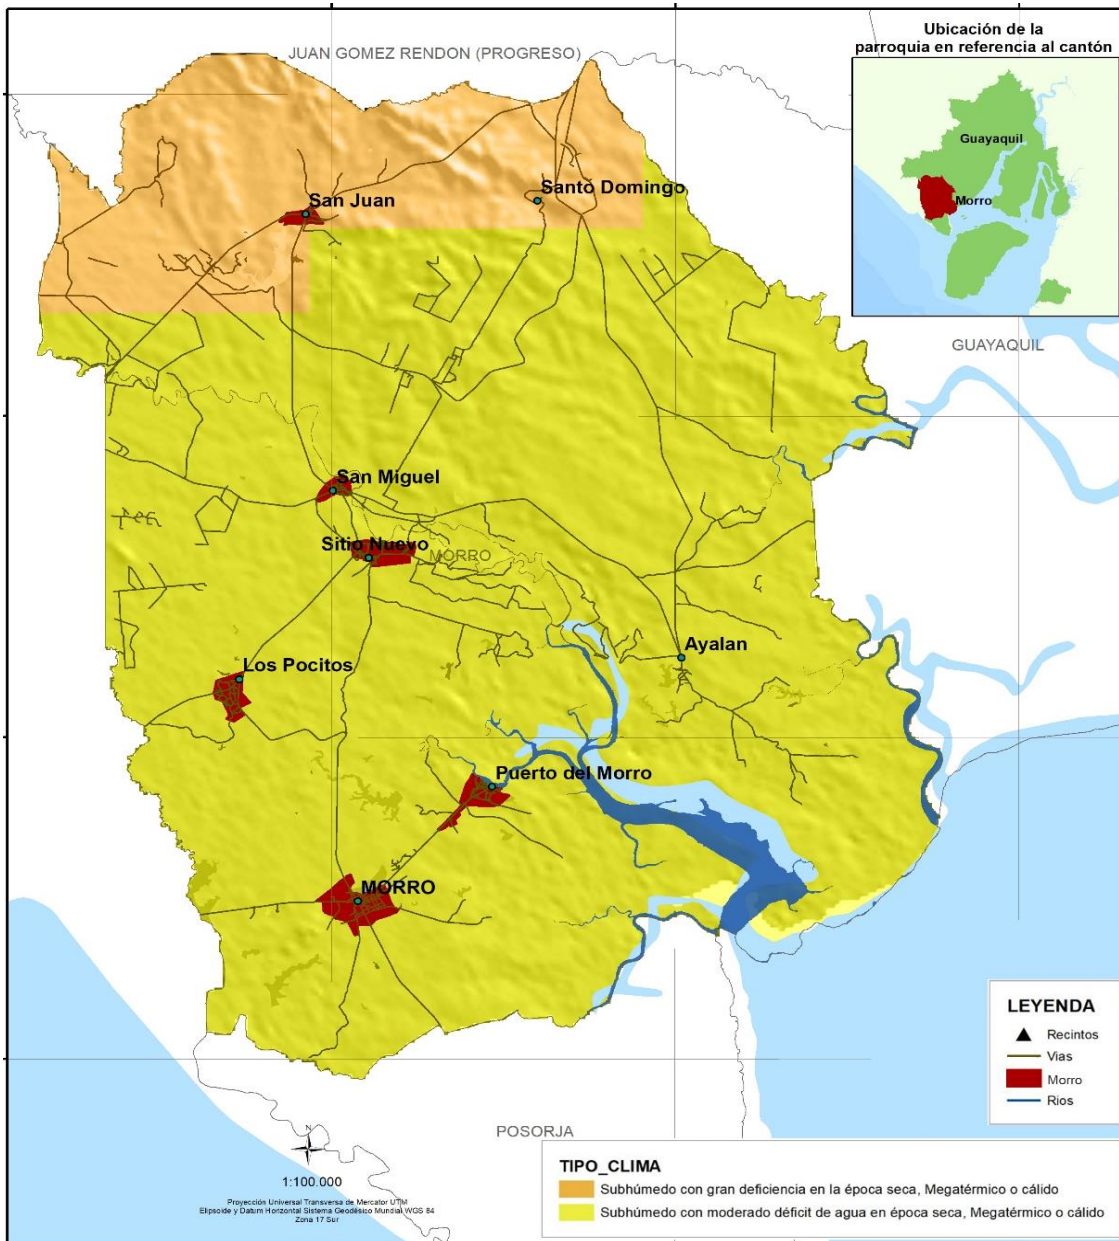 Ubicación de la
parroquia en referencia al cantón
Guayaquil
Morro
JUAN GOMEZ RENDON (PROGRESO)
San Juan
Santo Domingo
GUAYAQUIL
San Miguel
Sitio Nuevo
MORRO
Ayalan
Los Pocitos
Puerto del Morro
MORRO
POSORJA
LEYENDA
Recintos
Vias
Morro
Rios
N
1:100.000
Proyección Universal Transversa de Mercator UTM
Elipsoide y Datum Horizontal Sistema Geodésico Mundial WGS 84
Zona 17 Sur
TIPO_CLIMA
Subhúmedo con gran deficiencia en la época seca, Megatérmico o cálido
Subhúmedo con moderado déficit de agua en época seca, Megatérmico o cálido